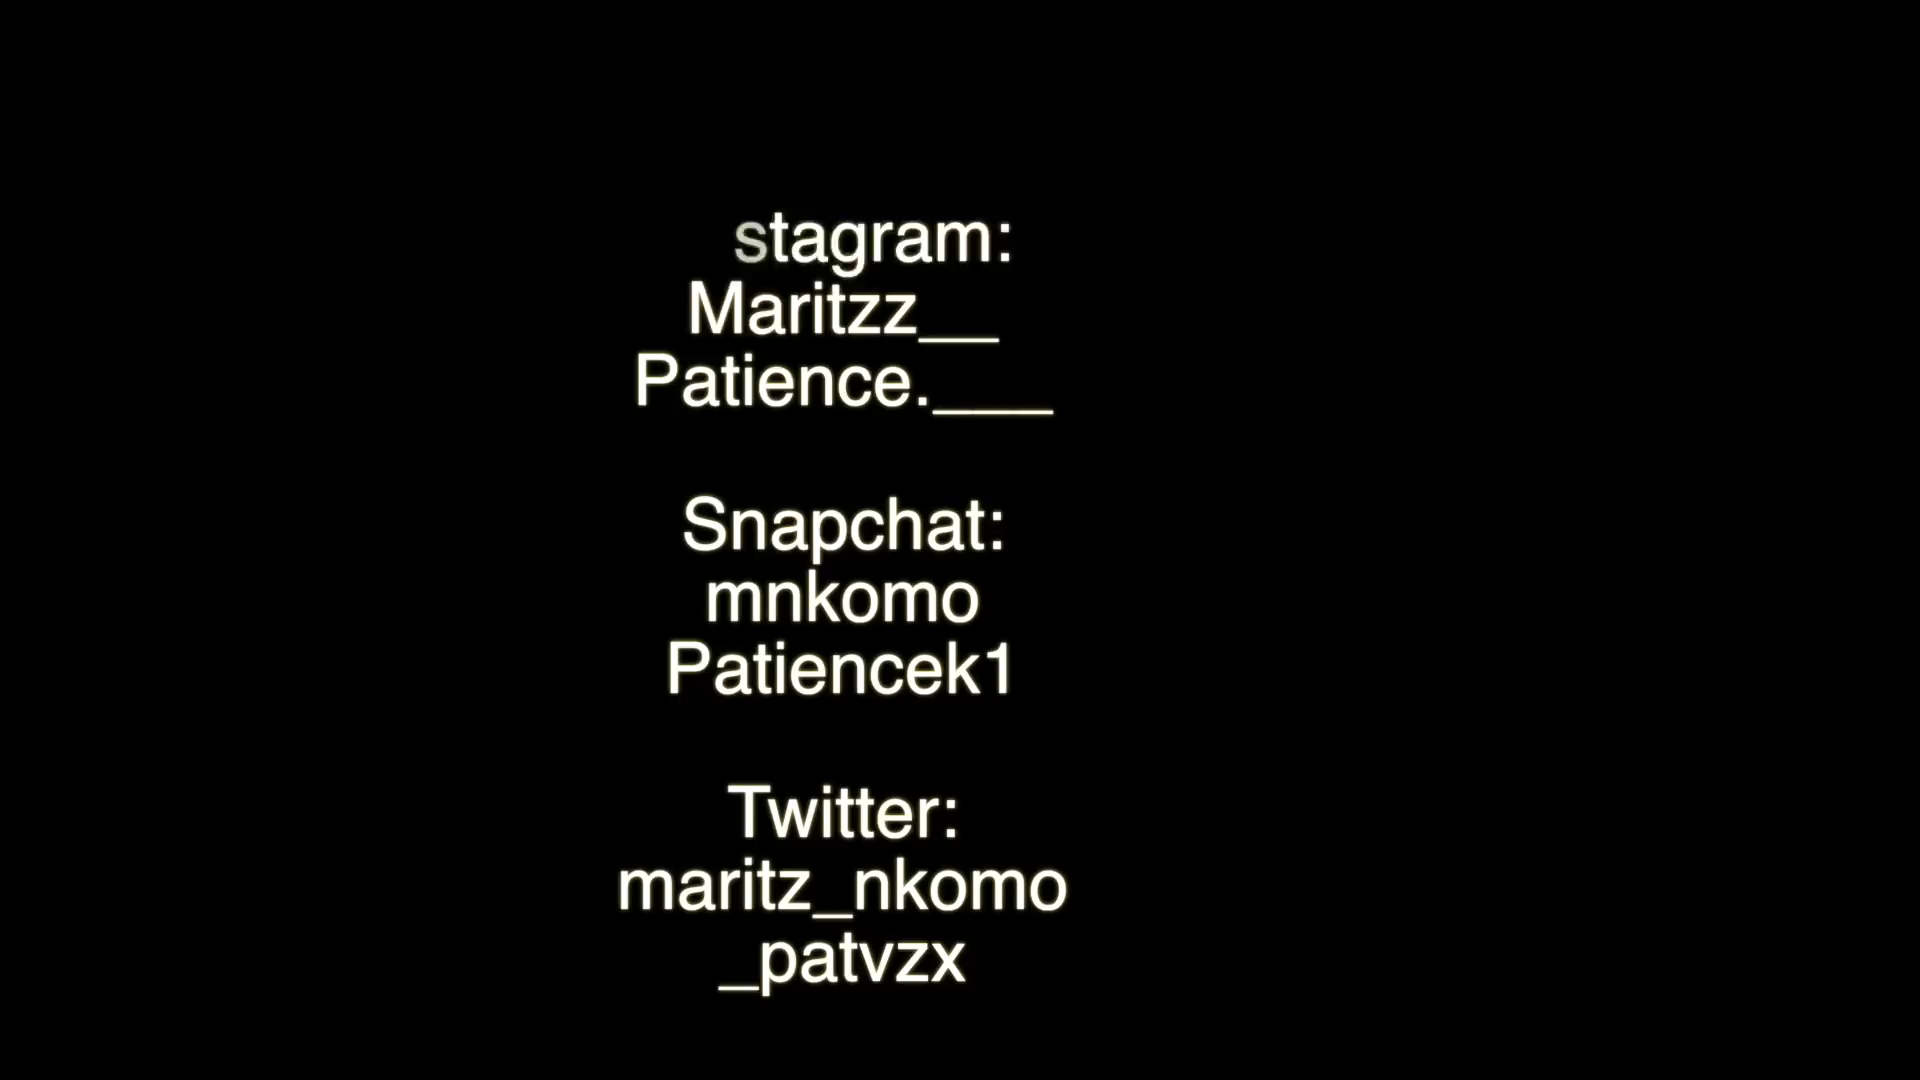 stagram:
Maritzz__
Patience.___
Snapchat:
mnkomo
Patiencek1
Twitter:
maritz_nkomo
_patvzx